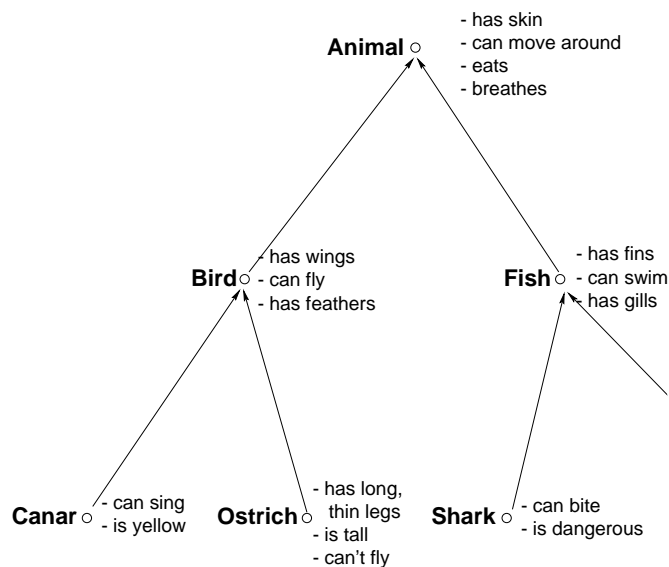 Animal
- has skin
- can move around
- eats
- breathes
Bird
- has wings
- can fly
- has feathers
Fish
- has fins
- can swim
- has gills
Canar
- can sing
- is yellow
Ostrich
- has long,
thin legs
- is tall
- can't fly
Shark
- can bite
- is dangerous